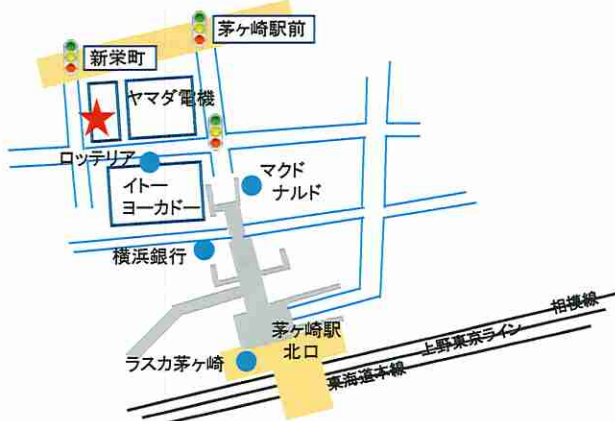 茅ヶ崎駅前
新栄町
ヤマダ電機
ロッテリア
イトー
ヨーカドー
マクド
ナルド
横浜銀行
茅ヶ崎駅
北口
ラスカ茅ヶ崎
相模線
上野東京ライン
東海道本線